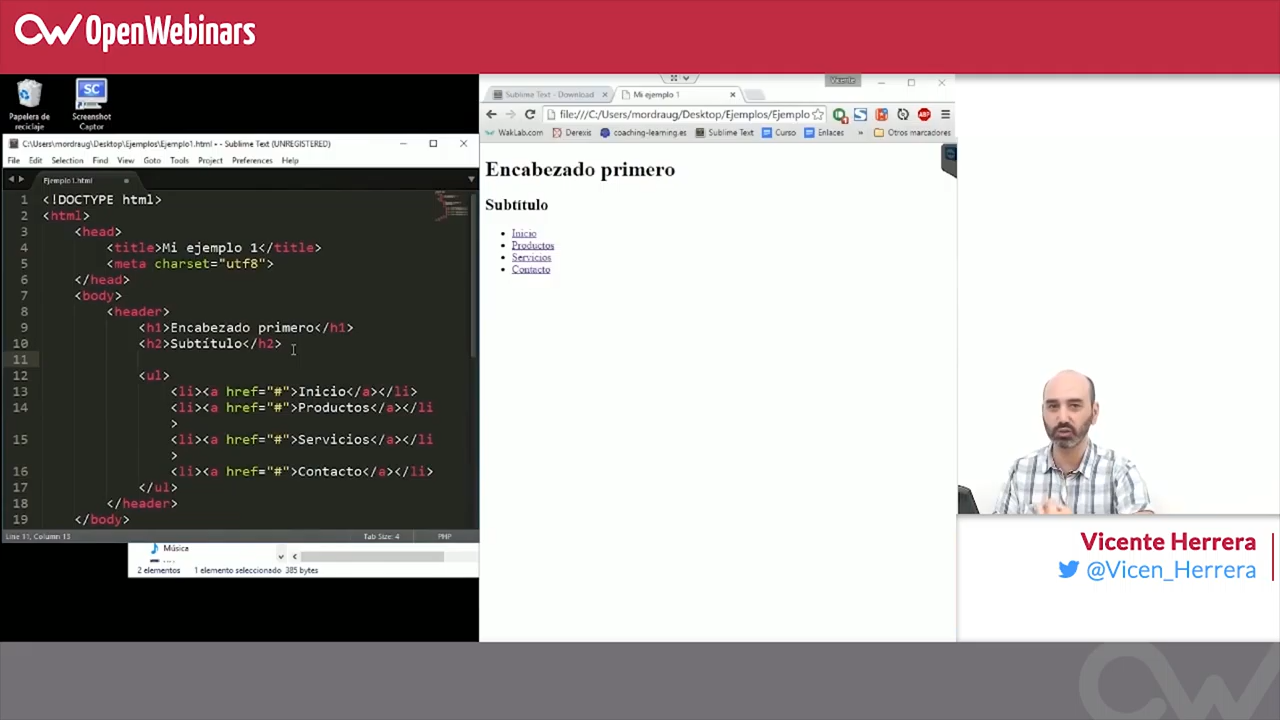 OpenWebinars
Papelera de
reciclaje
Screenshot
Captor
C:\Users\mordraug\Desktop\Ejemplos\Ejemplo1.html • - Sublime Text (UNREGISTERED)
File Edit Selection Find View Goto Tools Project Preferences Help
Ejemplo1.html
1 <!DOCTYPE html>
2 <html>
3 <head>
4 <title>Mi ejemplo 1</title>
5 <meta charset="utf8">
6 </head>
7 <body>
8 <header>
9 <h1>Encabezado primero</h1>
10 <h2>Subtítulo</h2>
11
12 <ul>
13 <li><a href="#">Inicio</a></li>
14 <li><a href="#">Productos</a></li
>
15 <li><a href="#">Servicios</a></li
>
16 <li><a href="#">Contacto</a></li>
17 </ul>
18 </header>
19 </body>
Line 11, Column 13 Tab Size: 4 PHP
Música
2 elementos 1 elemento seleccionado 385 bytes
Vicente
Sublime Text - Download Mi ejemplo 1
file:///C:/Users/mordraug/Desktop/Ejemplos/Ejemplo
WakLab.com Derexis coaching-learning.es Sublime Text Curso Enlaces » Otros marcadores
Encabezado primero
Subtítulo
Inicio
Productos
Servicios
Contacto
Vicente Herrera
@Vicen_Herrera